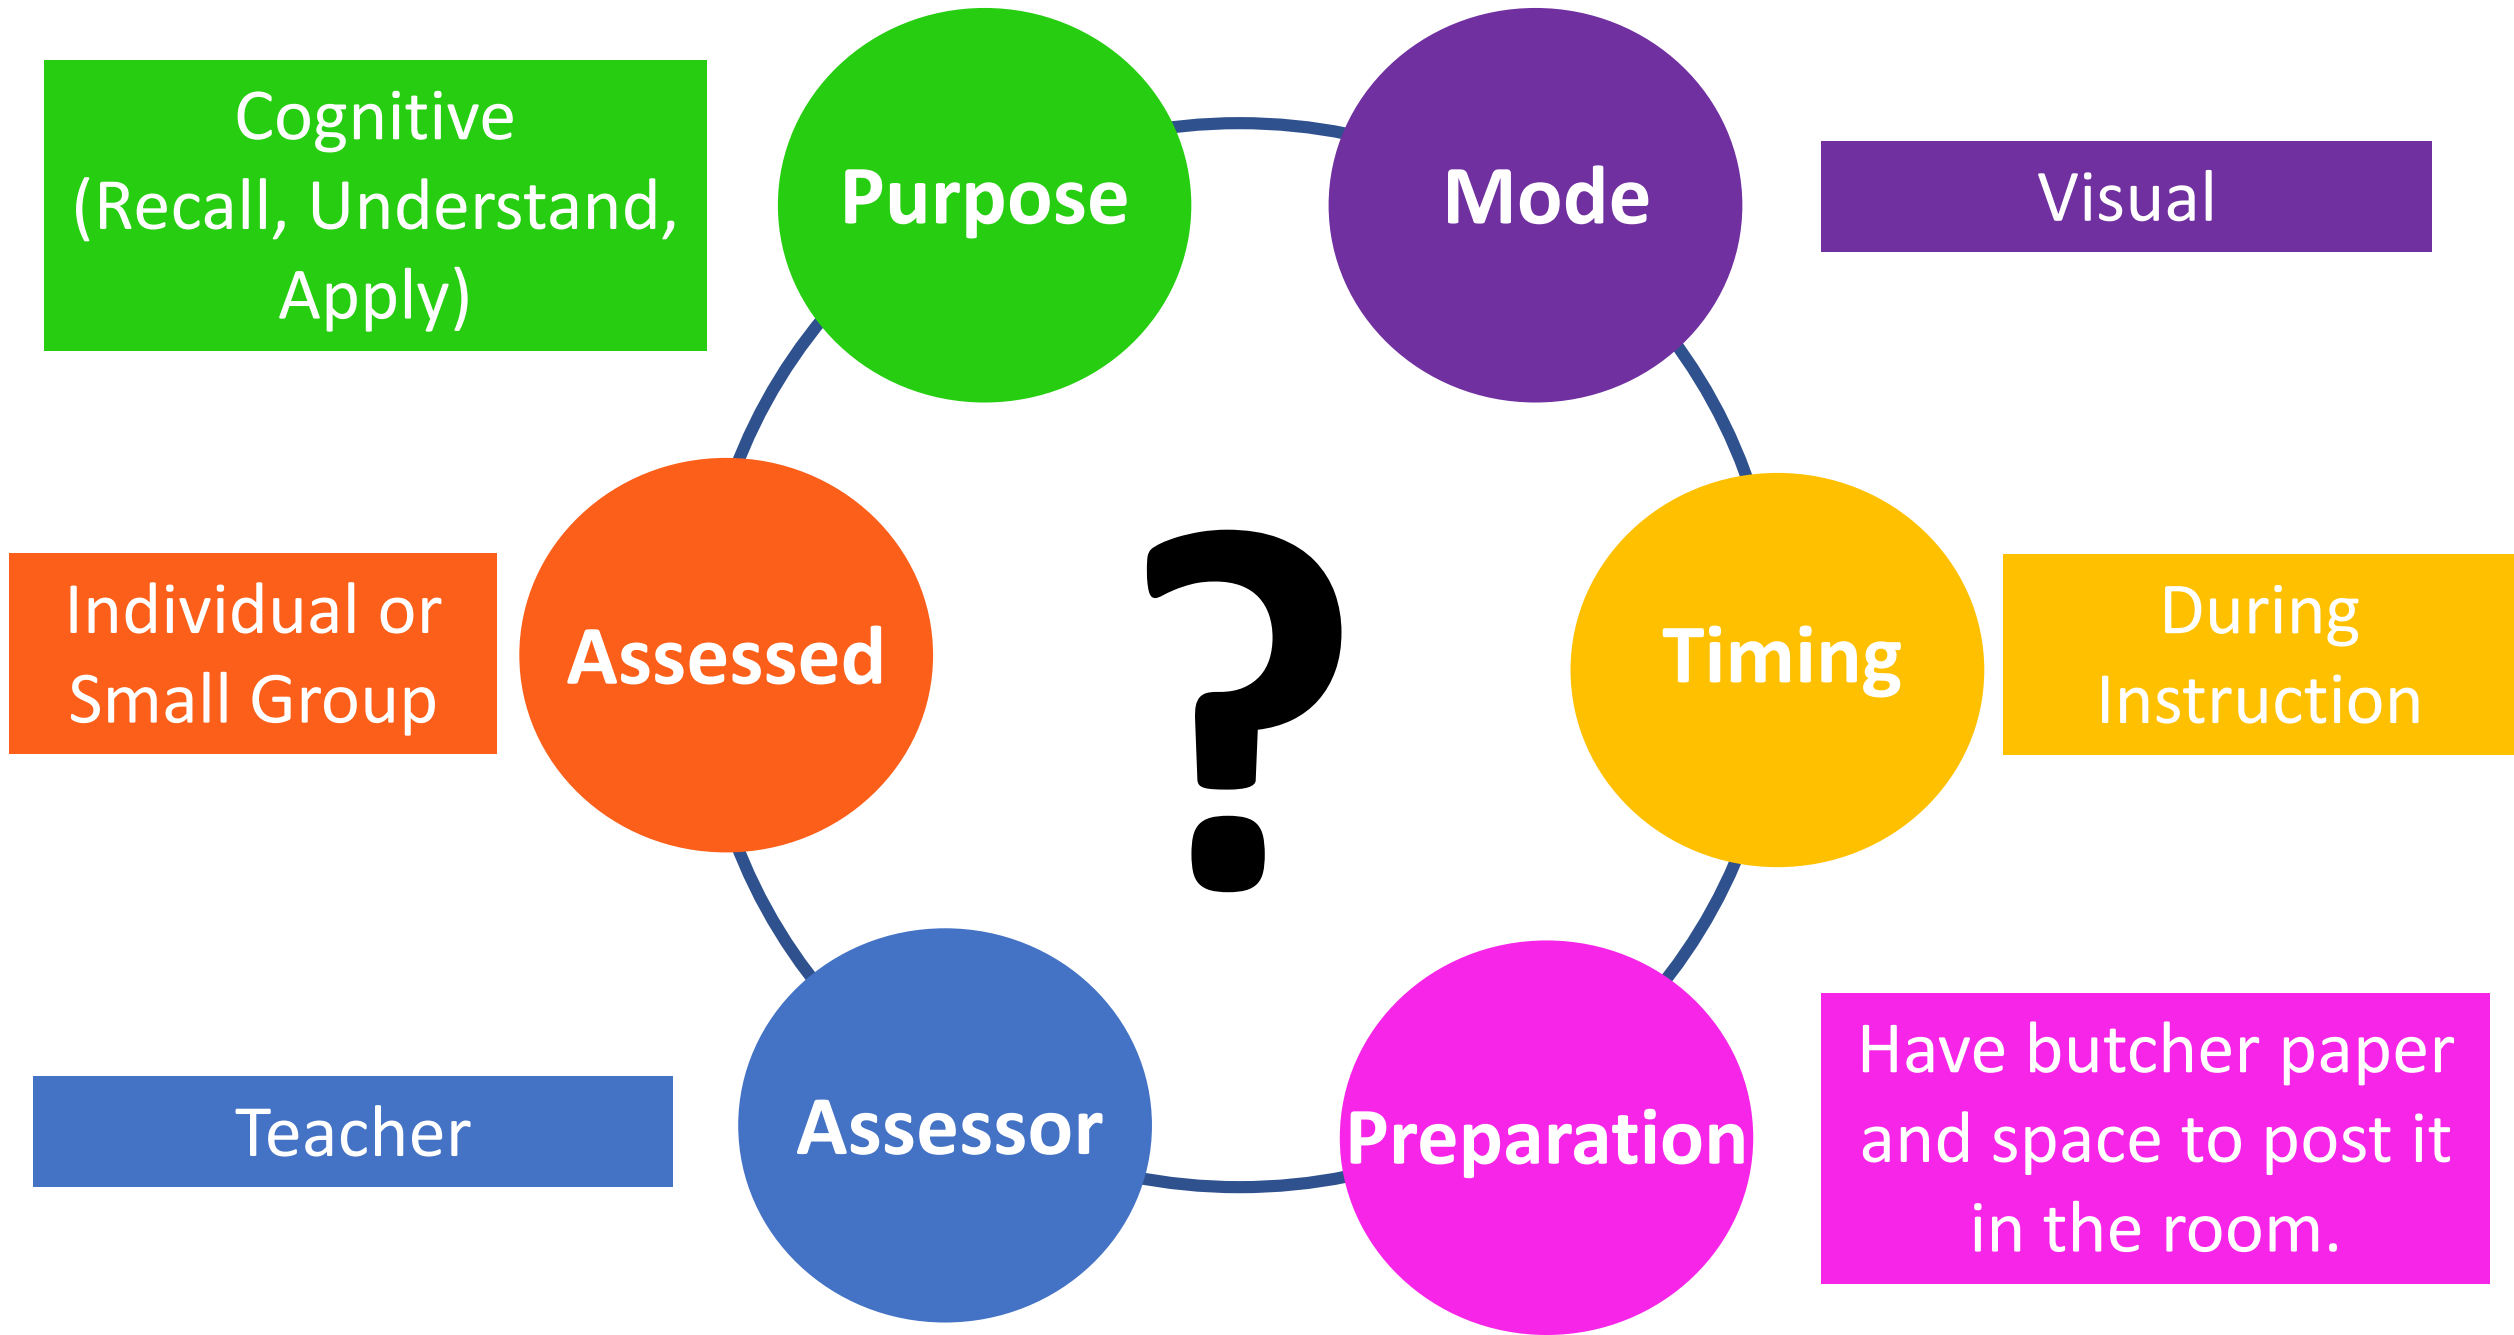 Purpose
Cognitive
(Recall, Understand,
Apply)
Mode
Visual
Timing
During
Instruction
Preparation
Have butcher paper
and space to post it
in the room.
Assessor
Teacher
Assessed
Individual or
Small Group
?